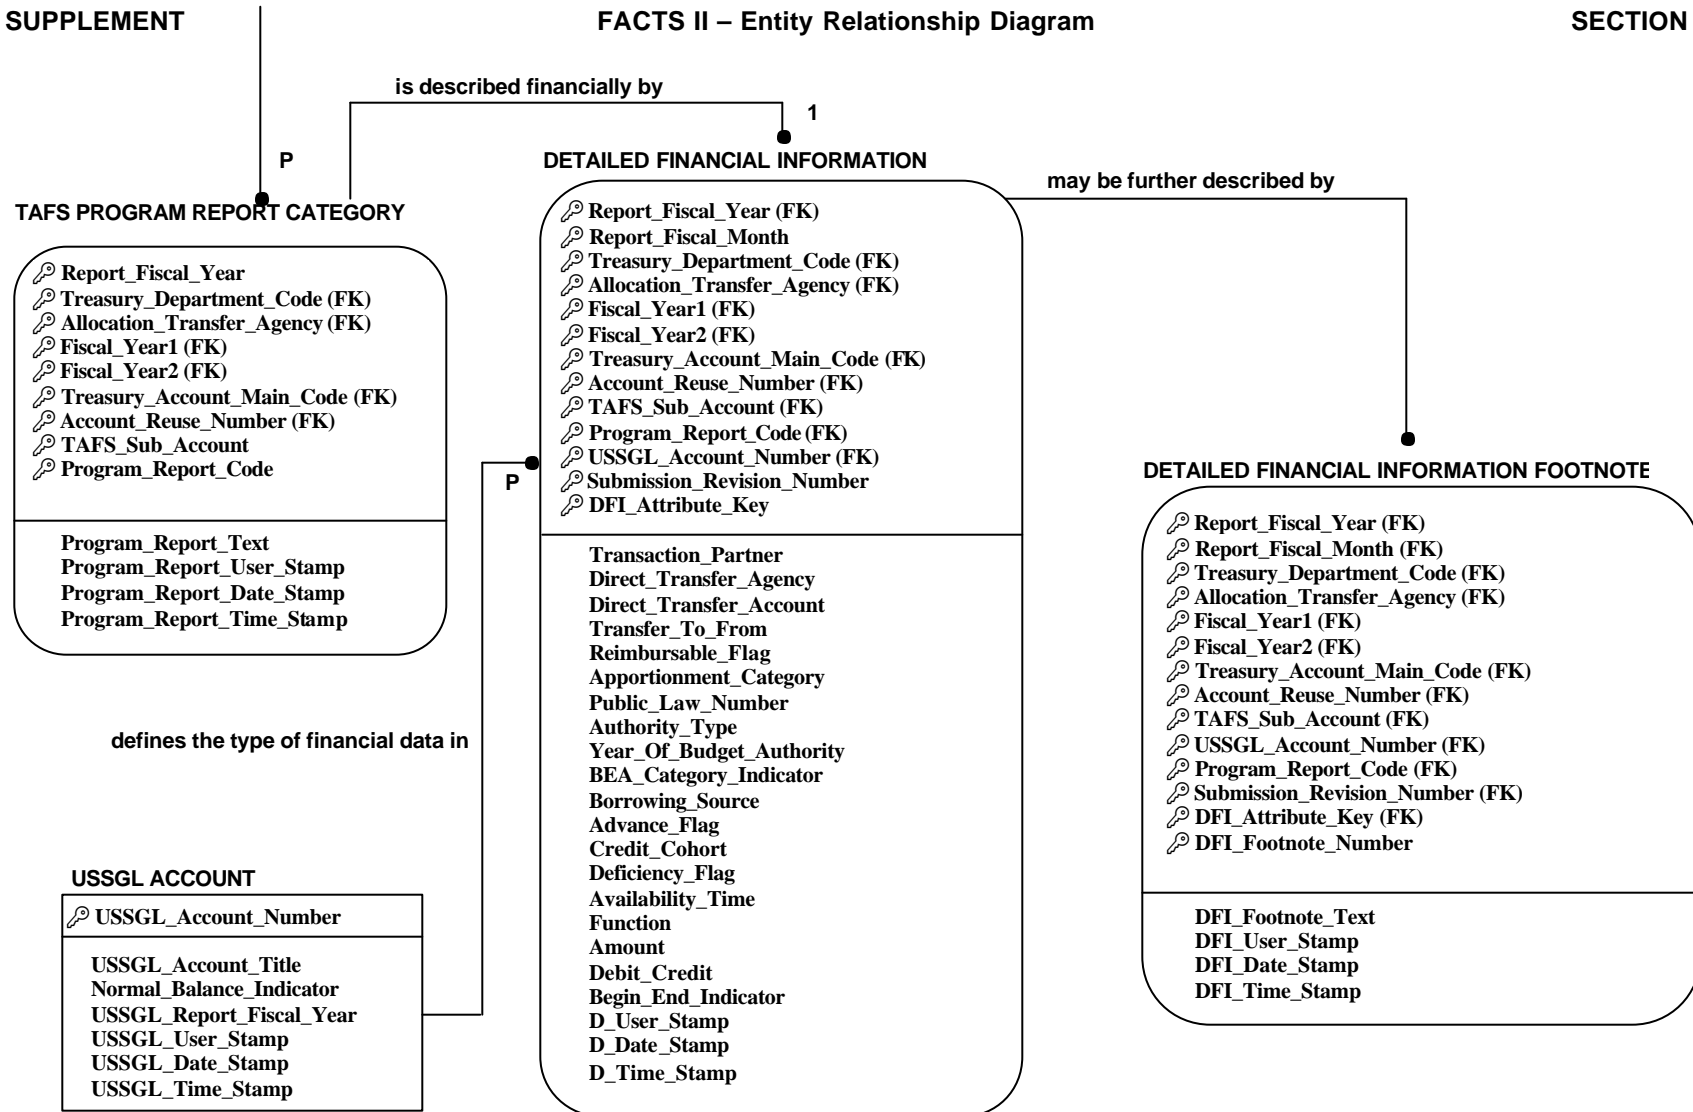 SUPPLEMENT
FACTS II – Entity Relationship Diagram
SECTION
is described financially by
1
P
TAFS PROGRAM REPORT CATEGORY
Report_Fiscal_Year
Treasury_Department_Code (FK)
Allocation_Transfer_Agency (FK)
Fiscal_Year1 (FK)
Fiscal_Year2 (FK)
Treasury_Account_Main_Code (FK)
Account_Reuse_Number (FK)
TAFS_Sub_Account
Program_Report_Code
Program_Report_Text
Program_Report_User_Stamp
Program_Report_Date_Stamp
Program_Report_Time_Stamp
defines the type of financial data in
P
USSGL ACCOUNT
USSGL_Account_Number
USSGL_Account_Title
Normal_Balance_Indicator
USSGL_Report_Fiscal_Year
USSGL_User_Stamp
USSGL_Date_Stamp
USSGL_Time_Stamp
DETAILED FINANCIAL INFORMATION
Report_Fiscal_Year (FK)
Report_Fiscal_Month
Treasury_Department_Code (FK)
Allocation_Transfer_Agency (FK)
Fiscal_Year1 (FK)
Fiscal_Year2 (FK)
Treasury_Account_Main_Code (FK)
Account_Reuse_Number (FK)
TAFS_Sub_Account (FK)
Program_Report_Code (FK)
USSGL_Account_Number (FK)
Submission_Revision_Number
DFI_Attribute_Key
Transaction_Partner
Direct_Transfer_Agency
Direct_Transfer_Account
Transfer_To_From
Reimbursable_Flag
Apportionment_Category
Public_Law_Number
Authority_Type
Year_Of_Budget_Authority
BEA_Category_Indicator
Borrowing_Source
Advance_Flag
Credit_Cohort
Deficiency_Flag
Availability_Time
Function
Amount
Debit_Credit
Begin_End_Indicator
D_User_Stamp
D_Date_Stamp
D_Time_Stamp
may be further described by
DETAILED FINANCIAL INFORMATION FOOTNOTE
Report_Fiscal_Year (FK)
Report_Fiscal_Month (FK)
Treasury_Department_Code (FK)
Allocation_Transfer_Agency (FK)
Fiscal_Year1 (FK)
Fiscal_Year2 (FK)
Treasury_Account_Main_Code (FK)
Account_Reuse_Number (FK)
TAFS_Sub_Account (FK)
USSGL_Account_Number (FK)
Program_Report_Code (FK)
Submission_Revision_Number (FK)
DFI_Attribute_Key (FK)
DFI_Footnote_Number
DFI_Footnote_Text
DFI_User_Stamp
DFI_Date_Stamp
DFI_Time_Stamp